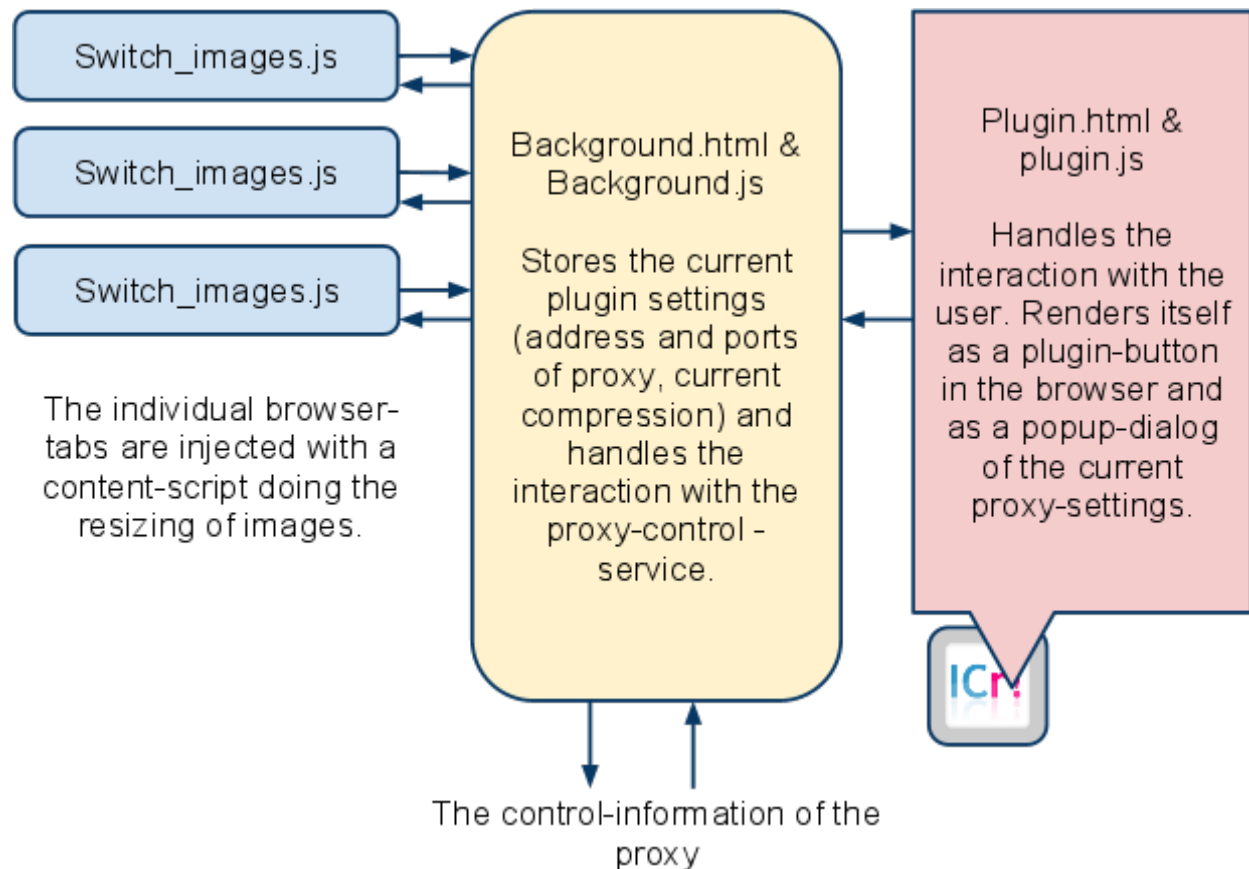 Switch_images.js
Switch_images.js
Switch_images.js
The individual browser-
tabs are injected with a
content-script doing the
resizing of images.
Background.html &
Background.js
Stores the current
plugin settings
(address and ports
of proxy, current
compression) and
handles the
interaction with the
proxy-control -
service.
Plugin.html &
plugin.js
Handles the
interaction with the
user. Renders itself
as a plugin-button
in the browser and
as a popup-dialog
of the current
proxy-settings.
The control-information of the
proxy